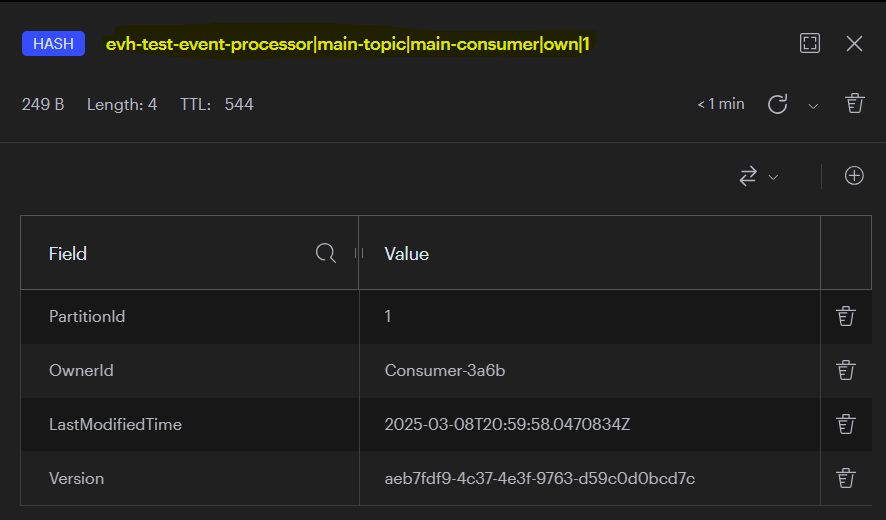 HASH evh-test-event-processor|main-topic|main-consumer|own|1
249 B Length: 4 TTL: 544 < 1 min
Field Value
PartitionId 1
OwnerId Consumer-3a6b
LastModifiedTime 2025-03-08T20:59:58.0470834Z
Version aeb7fdf9-4c37-4e3f-9763-d59c0d0bcd7c